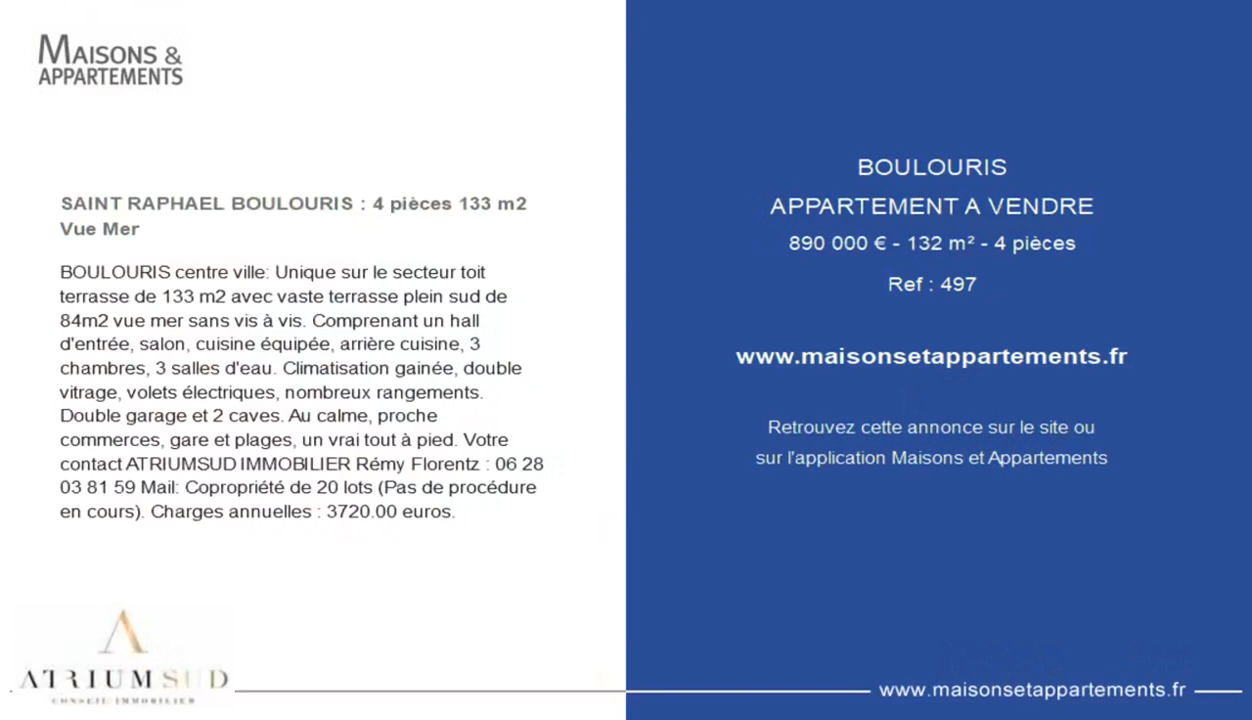 MAISONS &
APPARTEMENTS
SAINT RAPHAEL BOULOURIS : 4 pièces 133 m2
Vue Mer
BOULOURIS centre ville: Unique sur le secteur toit
terrasse de 133 m2 avec vaste terrasse plein sud de
84m2 vue mer sans vis à vis. Comprenant un hall
d'entrée, salon, cuisine équipée, arrière cuisine, 3
chambres, 3 salles d'eau. Climatisation gainée, double
vitrage, volets électriques, nombreux rangements.
Double garage et 2 caves. Au calme, proche
commerces, gare et plages, un vrai tout à pied. Votre
contact ATRIUMSUD IMMOBILIER Rémy Florentz : 06 28
03 81 59 Mail: Copropriété de 20 lots (Pas de procédure
en cours). Charges annuelles : 3720.00 euros.
ATRIUM SUD
CONSEIL IMMOBILIER
BOULOURIS
APPARTEMENT A VENDRE
890 000 € - 132 m² - 4 pièces
Ref : 497
www.maisonsetappartements.fr
Retrouvez cette annonce sur le site ou
sur l'application Maisons et Appartements
www.maisonsetappartements.fr